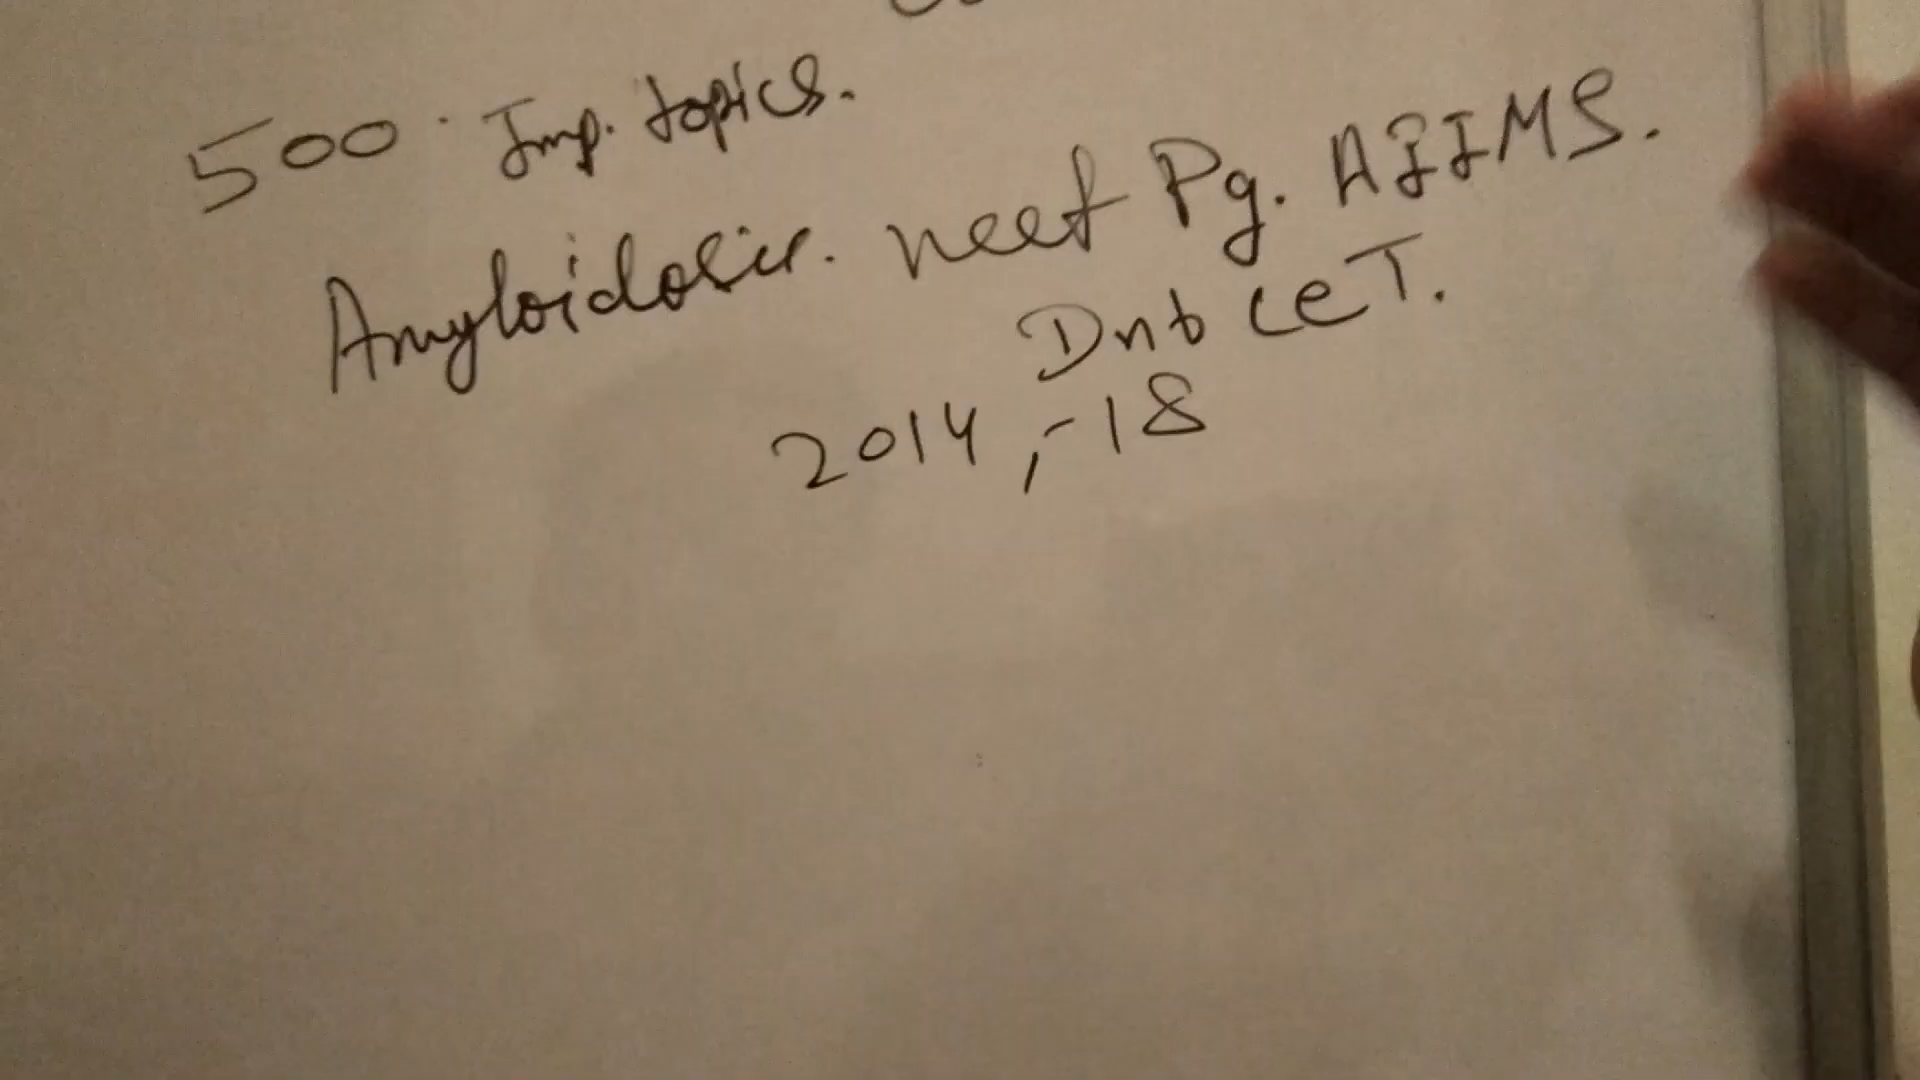 500. Imp. topics.
Amyloidosis. neet Pg. AIIMS.
Dnb CeT.
2014, -18